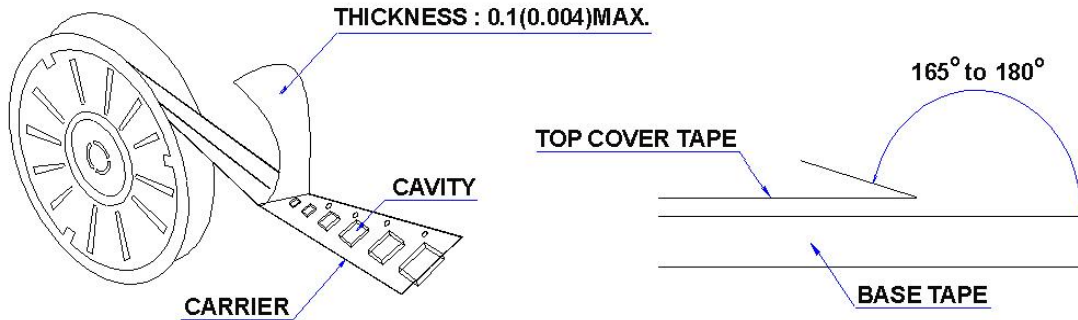 THICKNESS : 0.1(0.004)MAX.
165° to 180°
TOP COVER TAPE
CAVITY
CARRIER
BASE TAPE